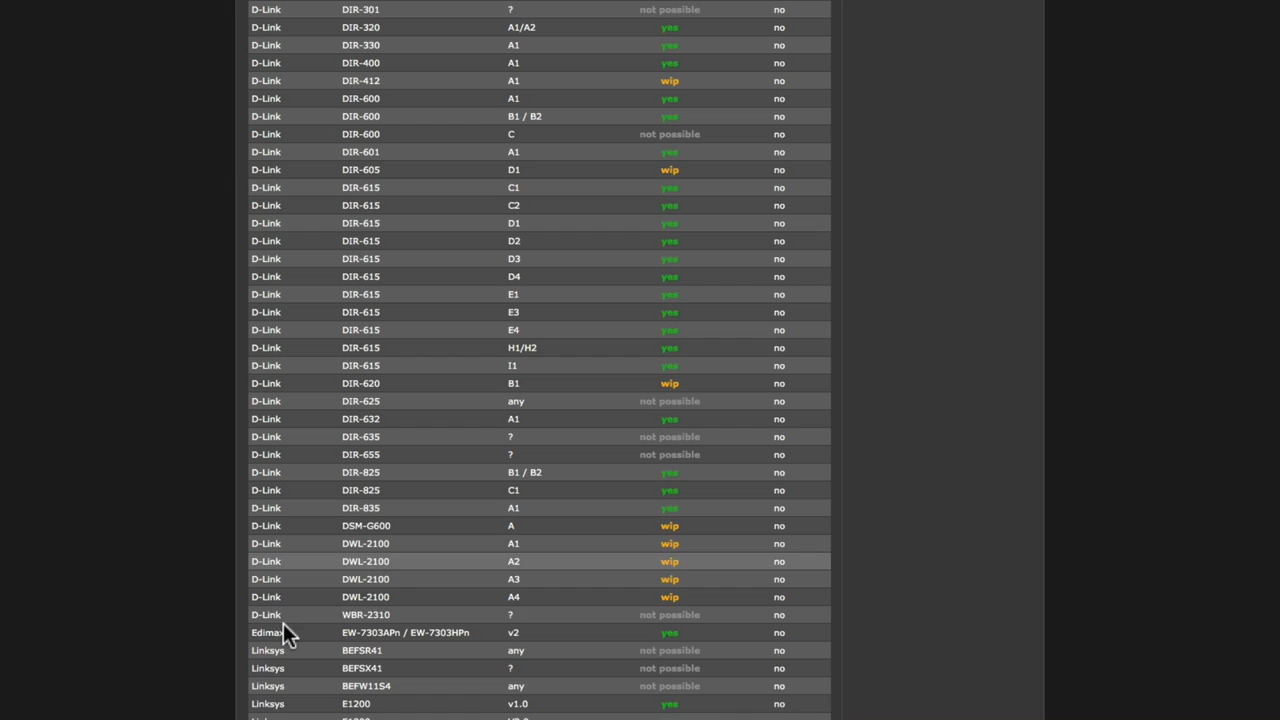 D-Link DIR-301 ? not possible no
D-Link DIR-320 A1/A2 yes no
D-Link DIR-330 A1 yes no
D-Link DIR-400 A1 yes no
D-Link DIR-412 A1 wip no
D-Link DIR-600 A1 yes no
D-Link DIR-600 B1 / B2 yes no
D-Link DIR-600 C not possible no
D-Link DIR-601 A1 yes no
D-Link DIR-605 D1 wip no
D-Link DIR-615 C1 yes no
D-Link DIR-615 C2 yes no
D-Link DIR-615 D1 yes no
D-Link DIR-615 D2 yes no
D-Link DIR-615 D3 yes no
D-Link DIR-615 D4 yes no
D-Link DIR-615 E1 yes no
D-Link DIR-615 E3 yes no
D-Link DIR-615 E4 yes no
D-Link DIR-615 H1/H2 yes no
D-Link DIR-615 I1 yes no
D-Link DIR-620 B1 wip no
D-Link DIR-625 any not possible no
D-Link DIR-632 A1 yes no
D-Link DIR-635 ? not possible no
D-Link DIR-655 ? not possible no
D-Link DIR-825 B1 / B2 yes no
D-Link DIR-825 C1 yes no
D-Link DIR-835 A1 yes no
D-Link DSM-G600 A wip no
D-Link DWL-2100 A1 wip no
D-Link DWL-2100 A2 wip no
D-Link DWL-2100 A3 wip no
D-Link DWL-2100 A4 wip no
D-Link WBR-2310 ? not possible no
Edimax EW-7303APn / EW-7303HPn v2 yes no
Linksys BEFSR41 any not possible no
Linksys BEFSX41 ? not possible no
Linksys BEFW11S4 any not possible no
Linksys E1200 v1.0 yes no